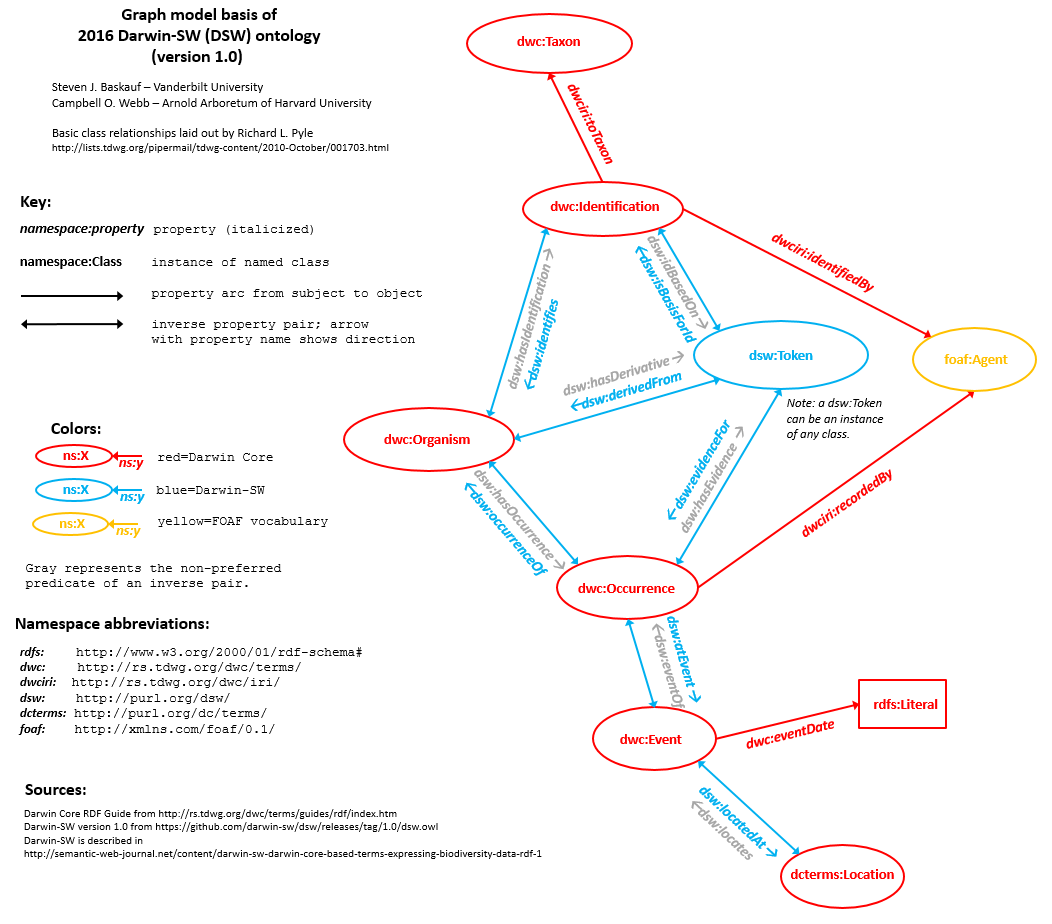 Graph model basis of
2016 Darwin-SW (DSW) ontology
(version 1.0)
Steven J. Baskauf – Vanderbilt University
Campbell O. Webb – Arnold Arboretum of Harvard University
Basic class relationships laid out by Richard L. Pyle
http://lists.tdwg.org/pipermail/tdwg-content/2010-October/001703.html
Key:
namespace:property property (italicized)
namespace:Class instance of named class
property arc from subject to object
inverse property pair; arrow
with property name shows direction
Colors:
ns:X ns:y red=Darwin Core
ns:X ns:y blue=Darwin-SW
ns:X ns:y yellow=FOAF vocabulary
Gray represents the non-preferred
predicate of an inverse pair.
Namespace abbreviations:
rdfs: http://www.w3.org/2000/01/rdf-schema#
dwc: http://rs.tdwg.org/dwc/terms/
dwciri: http://rs.tdwg.org/dwc/iri/
dsw: http://purl.org/dsw/
dcterms: http://purl.org/dc/terms/
foaf: http://xmlns.com/foaf/0.1/
Sources:
Darwin Core RDF Guide from http://rs.tdwg.org/dwc/terms/guides/rdf/index.htm
Darwin-SW version 1.0 from https://github.com/darwin-sw/dsw/releases/tag/1.0/dsw.owl
Darwin-SW is described in
http://semantic-web-journal.net/content/darwin-sw-darwin-core-based-terms-expressing-biodiversity-data-rdf-1
dwc:Taxon
dwciri:toTaxon
dwc:Identification
dwciri:identifiedBy
dsw:hasIdentification →
←dsw:identifies
dsw:idBasedOn →
←dsw:isBasisForId
dsw:Token
foaf:Agent
Note: a dsw:Token
can be an instance
of any class.
dsw:hasDerivative →
←dsw:derivedFrom
dwc:Organism
←dsw:evidenceFor
dsw:hasEvidence →
dwciri:recordedBy
dsw:hasOccurrence →
←dsw:occurrenceOf
dwc:Occurrence
dsw:atEvent →
←dsw:eventOf
dwc:Event
dwc:eventDate
rdfs:Literal
dsw:locatedAt →
←dsw:locates
dcterms:Location